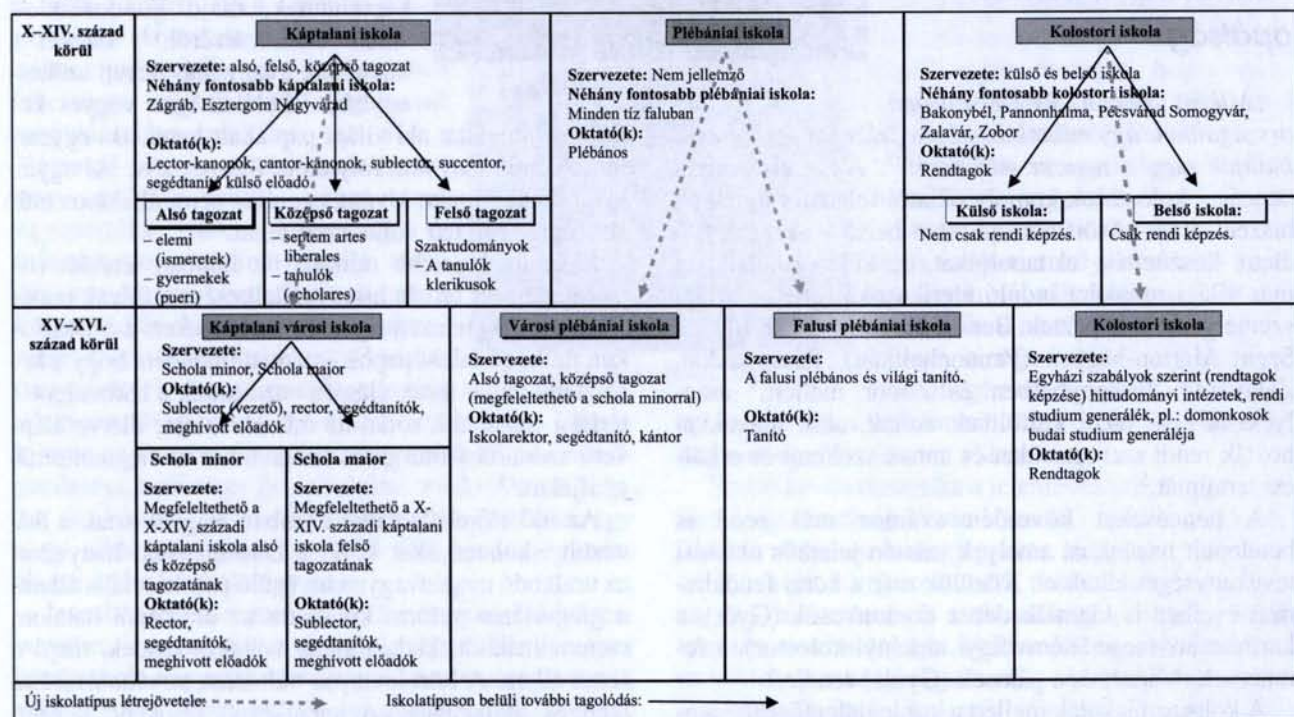 X–XIV. század
körül
Káptalani iskola
Szervezete: alsó, felső, középső tagozat
Néhány fontosabb káptalani iskola:
Zágráb, Esztergom Nagyvárad
Oktató(k):
lector-kanonok, cantor-kánonok, sublector, succentor,
segédtanító, külső előadó
Alsó tagozat
– elemi
(ismeretek)
gyermekek
(pueri)
Középső tagozat
– septem artes
liberales
– tanulók
(scholares)
Felső tagozat
Szaktudományok
– A tanulók
klerikusok
Plébániai iskola
Szervezete: Nem jellemző
Néhány fontosabb plébániai iskola:
Minden tíz faluban
Oktató(k):
Plébános
Kolostori iskola
Szervezete: külső és belső iskola
Néhány fontosabb kolostori iskola:
Bakonybél, Pannonhalma, Pécsvárad Somogyvár,
Zalavár, Zobor
Oktató(k):
Rendtagok
Külső iskola:
Nem csak rendi képzés.
Belső iskola:
Csak rendi képzés.
XV–XVI.
század körül
Káptalani városi iskola
Szervezete:
Schola minor, Schola maior
Oktató(k):
Sublector (vezető), rector, segédtanítók,
meghívott előadók
Schola minor
Szervezete:
Megfeleltethető a
X-XIV. századi
káptalani iskola alsó
és középső
tagozatának
Oktató(k):
Rector,
segédtanítók,
meghívott előadók
Schola maior
Szervezete:
Megfeleltethető a X-
XIV. századi káptalani
iskola felső
tagozatának
Oktató(k):
Sublector,
segédtanítók,
meghívott előadók
Városi plébániai iskola
Szervezete:
Alsó tagozat, középső tagozat
(megfeleltethető a schola minorral)
Oktató(k):
Iskolarektor, segédtanító, kántor
Falusi plébániai iskola
Szervezete:
A falusi plébános és világi tanító.
Oktató(k):
Tanító
Kolostori iskola
Szervezete:
Egyházi szabályok szerint (rendtagok
képzése) hittudományi intézetek, rendi
studium generálék, pl.: domonkosok
budai studium generáléja
Oktató(k):
Rendtagok
Új iskolatípus létrejövetele:
Iskolatípuson belüli további tagolódás: